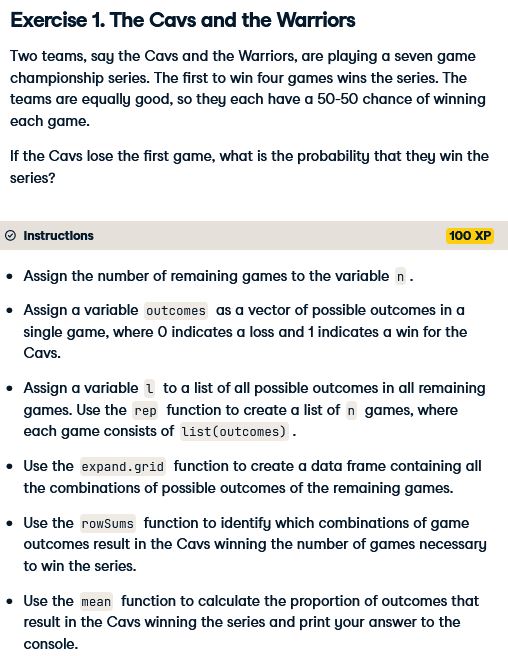 Exercise 1. The Cavs and the Warriors
Two teams, say the Cavs and the Warriors, are playing a seven game
championship series. The first to win four games wins the series. The
teams are equally good, so they each have a 50-50 chance of winning
each game.
If the Cavs lose the first game, what is the probability that they win the
series?
Instructions 100 XP
• Assign the number of remaining games to the variable n .
• Assign a variable outcomes as a vector of possible outcomes in a
single game, where 0 indicates a loss and 1 indicates a win for the
Cavs.
• Assign a variable l to a list of all possible outcomes in all remaining
games. Use the rep function to create a list of n games, where
each game consists of list(outcomes) .
• Use the expand.grid function to create a data frame containing all
the combinations of possible outcomes of the remaining games.
• Use the rowSums function to identify which combinations of game
outcomes result in the Cavs winning the number of games necessary
to win the series.
• Use the mean function to calculate the proportion of outcomes that
result in the Cavs winning the series and print your answer to the
console.